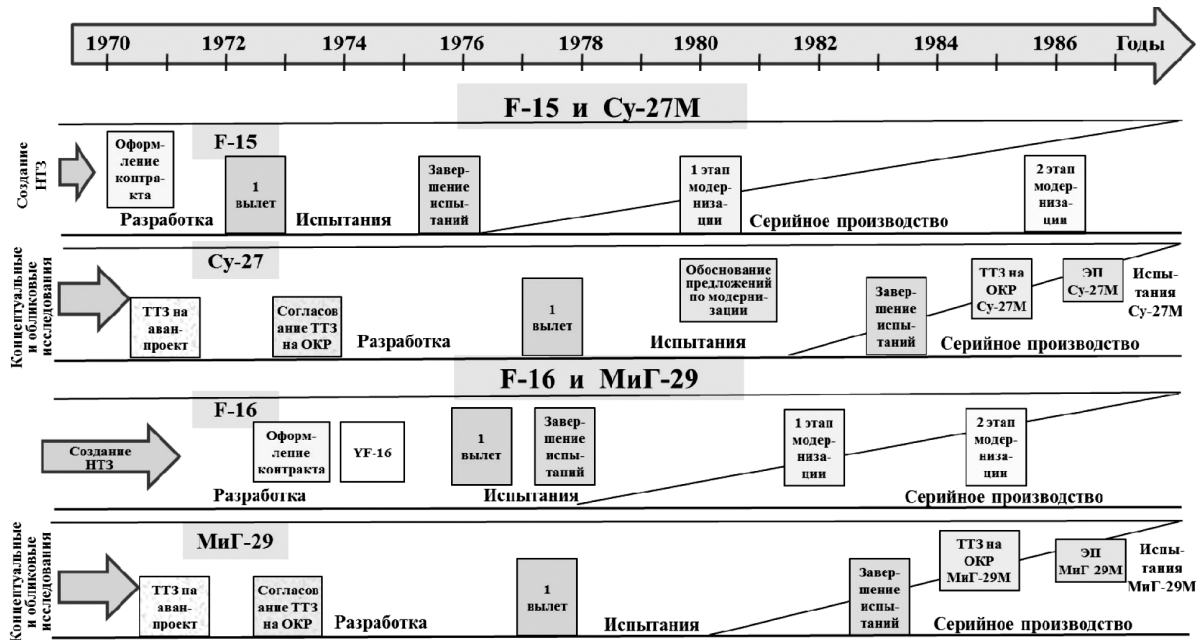 1970 1972 1974 1976 1978 1980 1982 1984 1986 Годы
F-15 и Су-27М
Создание
НТЗ
F-15
Оформ-
ление
контра-
кта
Разработка
1
вылет
Испытания
Завер-
шение
испы-
таний
1 этап
модер-
низа-
ции
Серийное производство
2 этап
модер-
низа-
ции
Концептуальные
и обликовые
исследования
Су-27
ТТЗ на
аван-
проект
Согласов
ание ТТЗ
на ОКР
Разработка
1
вылет
Обоснование
предложений
по модерни-
зации
Испытания
Завер-
шение
испы-
таний
ТТЗ на
ОКР
Су-27М
ЭП
Су-27М
Испы-
тания
Су-27М
Серийное производство
F-16 и МиГ-29
Создание
НТЗ
F-16
Оформ-
ление
контракта
YF-16
Разработка
1
вылет
Завер-
шение
испы-
таний
Испытания
1 этап
модер-
низа-
ции
2 этап
модер-
низа-
ции
Серийное производство
Концептуальные
и обликовые
исследования
МиГ-29
ТТЗ на
аван-
проект
Согласов
ание ТТЗ
на ОКР
Разработка
1
вылет
Испытания
Завер-
шение
испы-
таний
ТТЗ на
ОКР
МиГ-29М
ЭП
МиГ 29М
Испы-
тания
МиГ-29М
Серийное производство